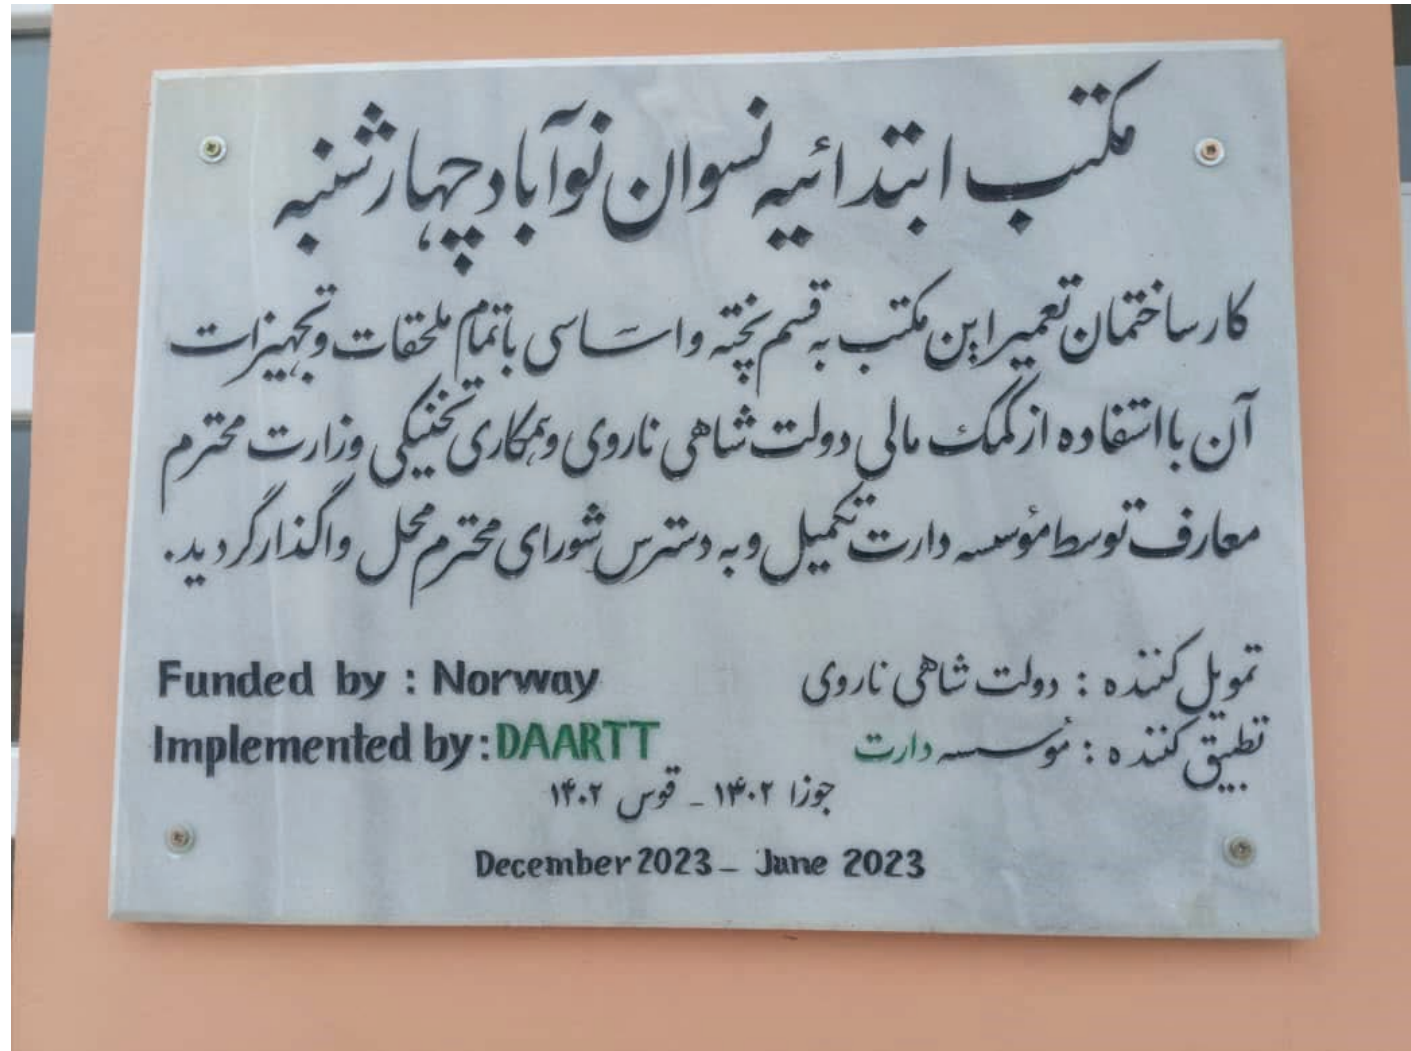 مکتب ابتدائیه نسوان نوآباد چهارشنبه
کار ساختمان تعمیر این مکتب به قسم پخته و اساسی با تمام ملحقات و تجهیزات
آن با استفاده از کمک مالی دولت شاهی ناروی و همکاری تخنیکی وزارت محترم
معارف توسط مؤسسه دارت تکمیل و به دسترس شورای محترم محل واگذار گردید.
تمویل کننده : دولت شاهی ناروی
Funded by : Norway
تطبیق کننده : مؤسسه دارت
Implemented by : DAARTT
جوزا ۱۴۰۲ - قوس ۱۴۰۲
December 2023 - June 2023